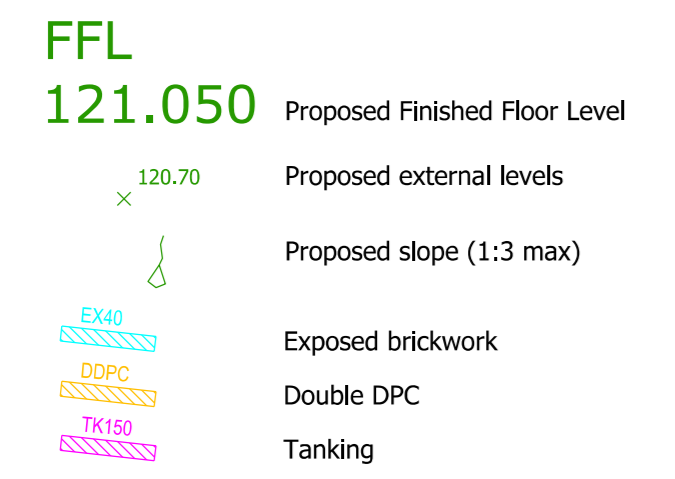 FFL
121.050 Proposed Finished Floor Level
120.70 Proposed external levels
Proposed slope (1:3 max)
EX40
Exposed brickwork
DDPC
Double DPC
TK150
Tanking